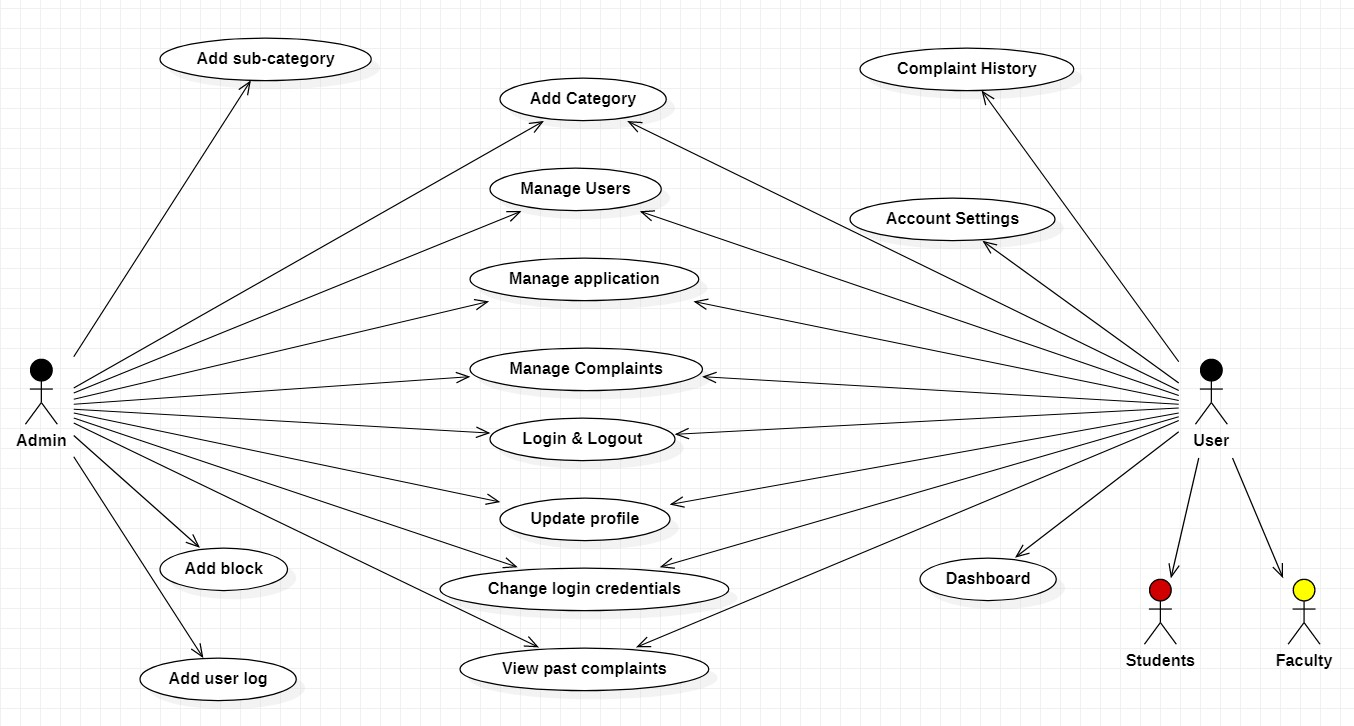 Add sub-category
Complaint History
Add Category
Manage Users
Account Settings
Manage application
Manage Complaints
Admin
Login & Logout
User
Update profile
Add block
Dashboard
Change login credentials
Students
Faculty
View past complaints
Add user log